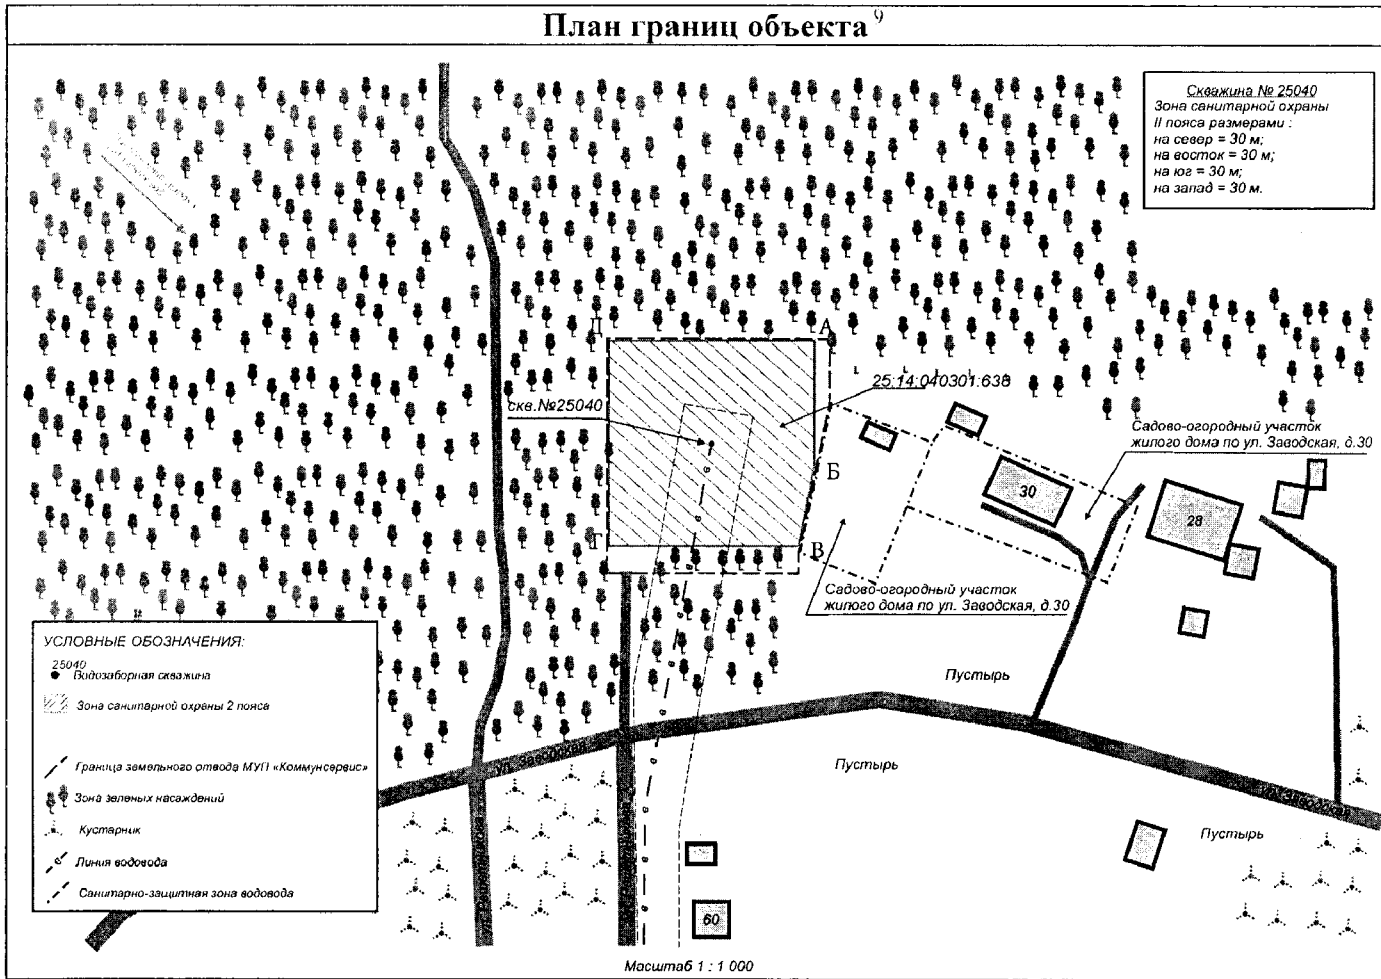 План границ объекта 9)
Скважина № 25040
Зона санитарной охраны
II пояса размерами :
на север = 30 м;
на восток = 30 м;
на юг = 30 м;
на запад = 30 м.
Д
А
25:14:040301:638
скв.№25040
Садово-огородный участок
жилого дома по ул. Заводская, д.30
Б
30
28
Г
В
Садово-огородный участок
жилого дома по ул. Заводская, д.30
УСЛОВНЫЕ ОБОЗНАЧЕНИЯ:
25040
Водозаборная скважина
Зона санитарной охраны 2 пояса
Граница земельного отвода МУП «Коммунсервис»
Зона зеленых насаждений
Кустарник
Линия водовода
Санитарно-защитная зона водовода
Пустырь
ул. Заводская
Пустырь
ул. Заводская
Пустырь
60
Масштаб 1 : 1 000